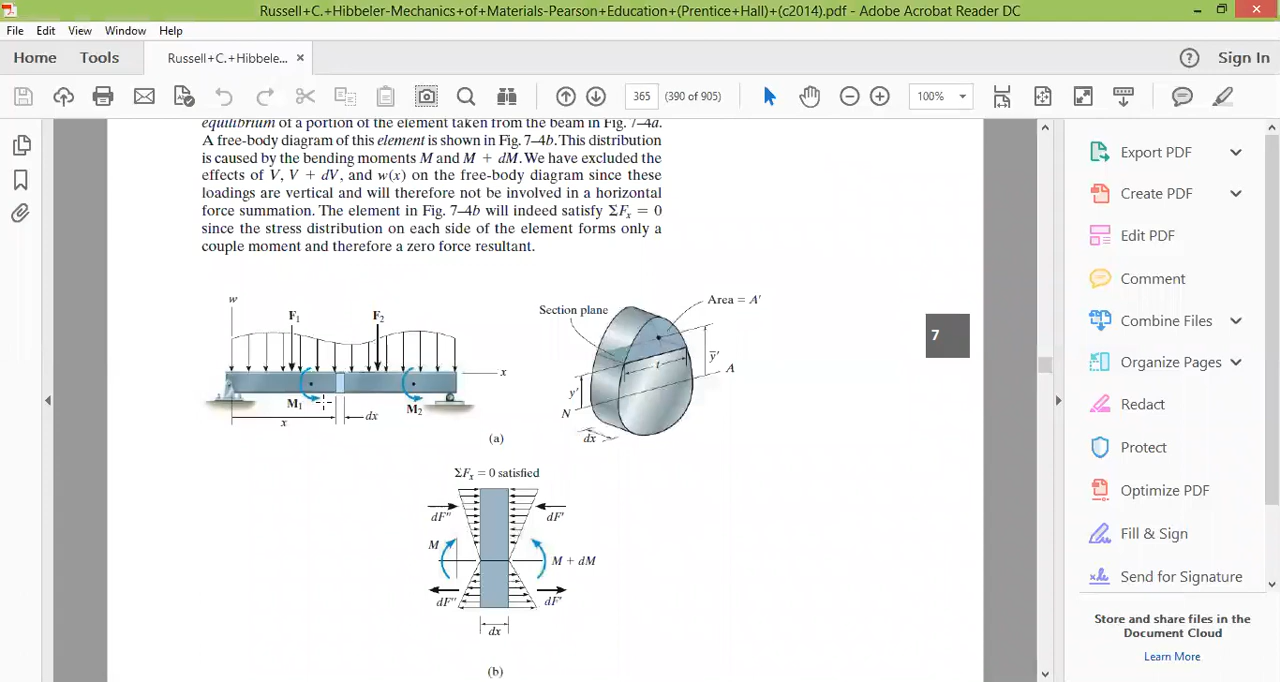 Russell+C.+Hibbeler-Mechanics+of+Materials-Pearson+Education+(Prentice+Hall)+(c2014).pdf - Adobe Acrobat Reader DC
File Edit View Window Help
Home Tools Russell+C.+Hibbele... × Sign In
365 (390 of 905) 100%
equilibrium of a portion of the element taken from the beam in Fig. 7–4a.
A free-body diagram of this element is shown in Fig. 7–4b. This distribution
is caused by the bending moments M and M + dM. We have excluded the
effects of V, V + dV, and w(x) on the free-body diagram since these
loadings are vertical and will therefore not be involved in a horizontal
force summation. The element in Fig. 7–4b will indeed satisfy ΣFx = 0
since the stress distribution on each side of the element forms only a
couple moment and therefore a zero force resultant.
w
F1
F2
x
M1
M2
x
dx
Section plane
Area = A′
t
y̅′
A
y′
N
dx
(a)
7
ΣFx = 0 satisfied
dF″
dF′
M
M + dM
dF″
dF′
dx
(b)
Export PDF
Create PDF
Edit PDF
Comment
Combine Files
Organize Pages
Redact
Protect
Optimize PDF
Fill & Sign
Send for Signature
Store and share files in the
Document Cloud
Learn More